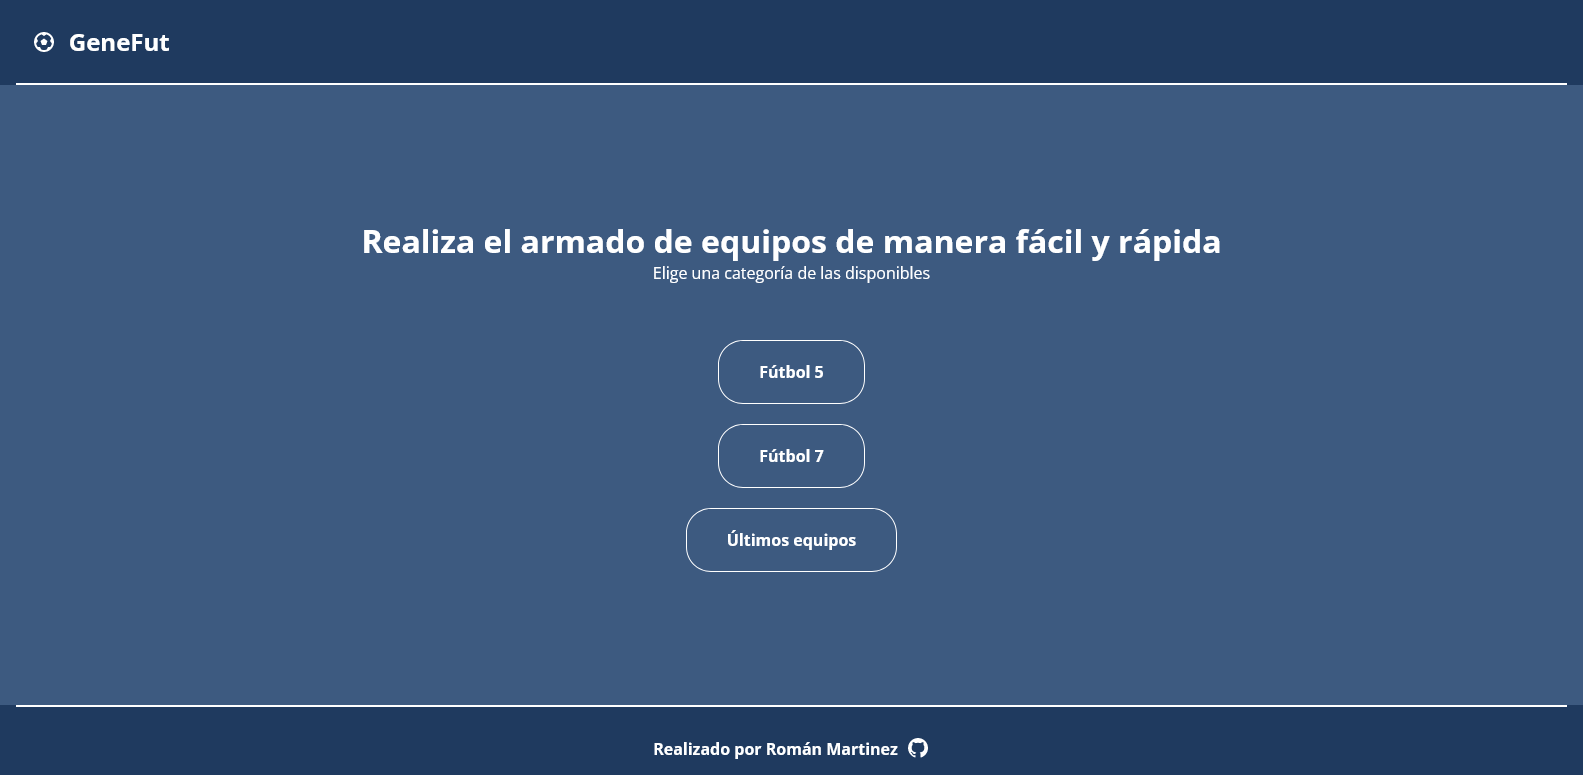 GeneFut
Realiza el armado de equipos de manera fácil y rápida
Elige una categoría de las disponibles
Fútbol 5
Fútbol 7
Últimos equipos
Realizado por Román Martinez